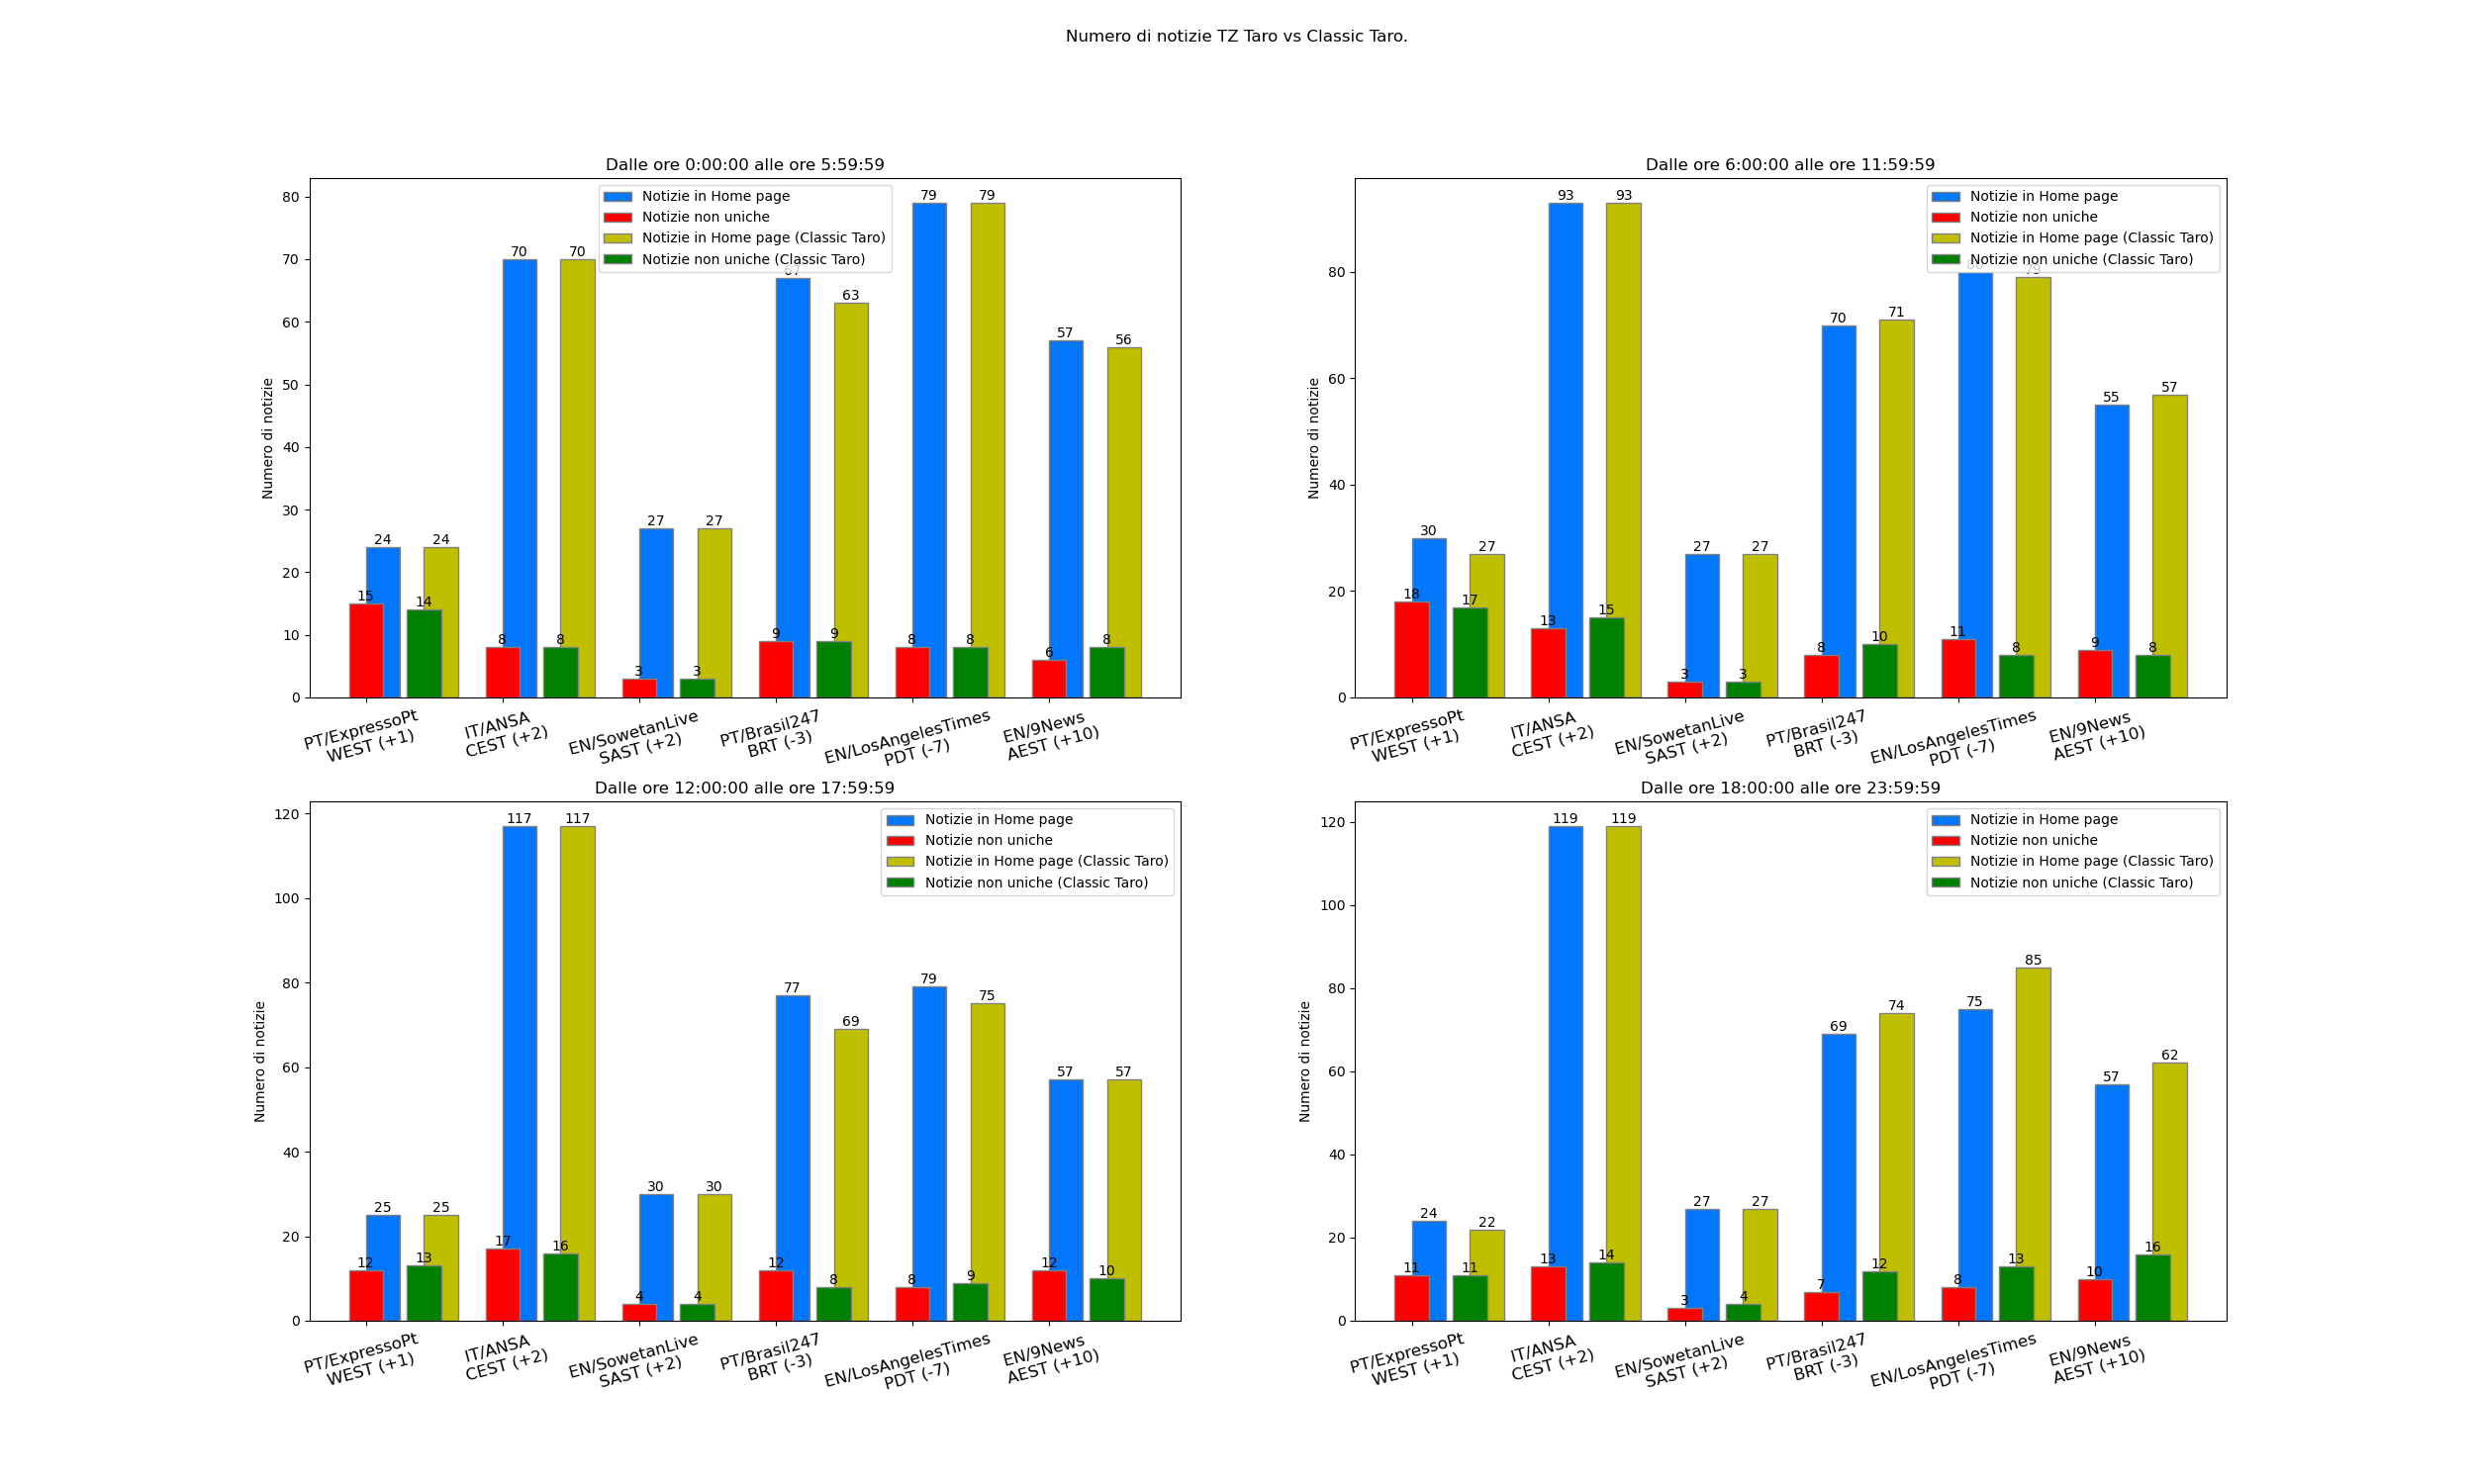 Numero di notizie TZ Taro vs Classic Taro.
Dalle ore 0:00:00 alle ore 5:59:59
Numero di notizie
80
70
60
50
40
30
20
10
0
Notizie in Home page
Notizie non uniche
Notizie in Home page (Classic Taro)
Notizie non uniche (Classic Taro)
24
15
24
14
70
8
70
8
27
3
27
3
67
9
63
9
79
8
79
8
57
6
56
8
PT/ExpressoPt
WEST (+1)
IT/ANSA
CEST (+2)
EN/SowetanLive
SAST (+2)
PT/Brasil247
BRT (-3)
EN/LosAngelesTimes
PDT (-7)
EN/9News
AEST (+10)
Dalle ore 6:00:00 alle ore 11:59:59
Numero di notizie
80
60
40
20
0
Notizie in Home page
Notizie non uniche
Notizie in Home page (Classic Taro)
Notizie non uniche (Classic Taro)
30
18
27
17
93
13
93
15
27
3
27
3
70
8
71
10
80
11
79
8
55
9
57
8
PT/ExpressoPt
WEST (+1)
IT/ANSA
CEST (+2)
EN/SowetanLive
SAST (+2)
PT/Brasil247
BRT (-3)
EN/LosAngelesTimes
PDT (-7)
EN/9News
AEST (+10)
Dalle ore 12:00:00 alle ore 17:59:59
Numero di notizie
120
100
80
60
40
20
0
Notizie in Home page
Notizie non uniche
Notizie in Home page (Classic Taro)
Notizie non uniche (Classic Taro)
25
12
25
13
117
17
117
16
30
4
30
4
77
12
69
8
79
8
75
9
57
12
57
10
PT/ExpressoPt
WEST (+1)
IT/ANSA
CEST (+2)
EN/SowetanLive
SAST (+2)
PT/Brasil247
BRT (-3)
EN/LosAngelesTimes
PDT (-7)
EN/9News
AEST (+10)
Dalle ore 18:00:00 alle ore 23:59:59
Numero di notizie
120
100
80
60
40
20
0
Notizie in Home page
Notizie non uniche
Notizie in Home page (Classic Taro)
Notizie non uniche (Classic Taro)
24
11
22
11
119
13
119
14
27
3
27
4
69
7
74
12
75
8
85
13
57
10
62
16
PT/ExpressoPt
WEST (+1)
IT/ANSA
CEST (+2)
EN/SowetanLive
SAST (+2)
PT/Brasil247
BRT (-3)
EN/LosAngelesTimes
PDT (-7)
EN/9News
AEST (+10)